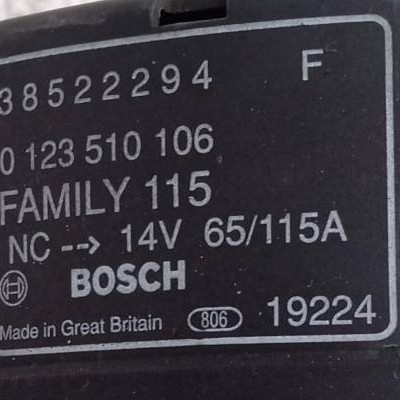 38522294 F
0 123 510 106
FAMILY 115
NC --> 14V 65/115A
BOSCH
Made in Great Britain 806 19224